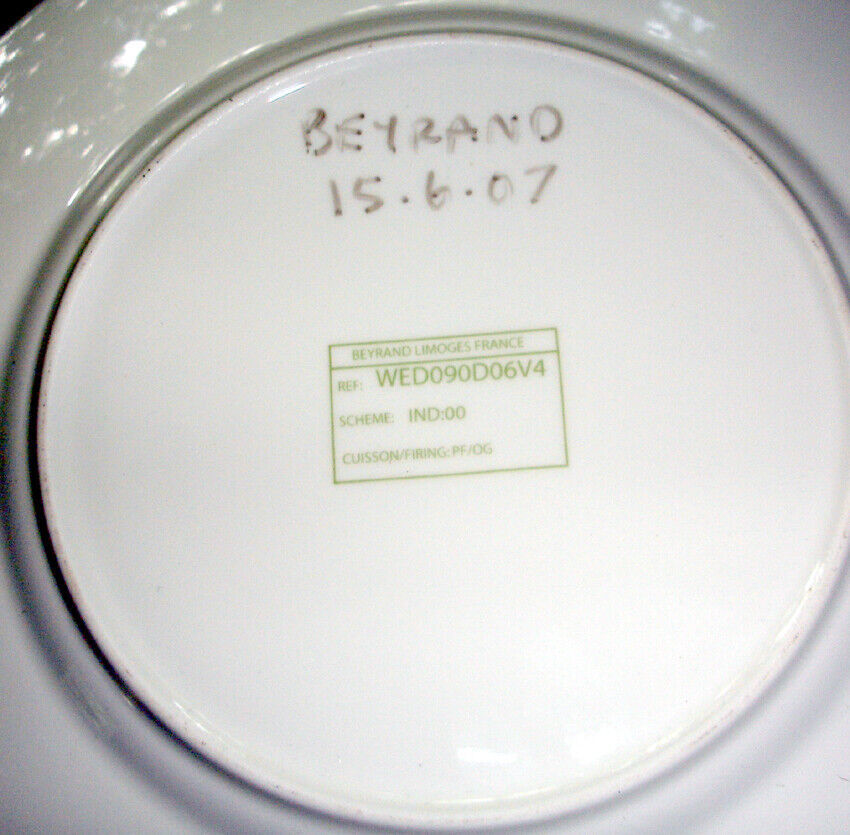 BEYRAND
15.6.07
BEYRAND LIMOGES FRANCE
REF: WED090D06V4
SCHEME: IND:00
CUISSON/FIRING: PF/OG